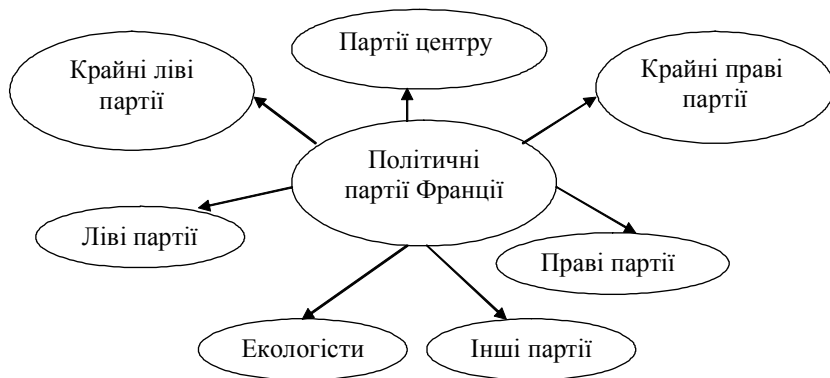 Партії центру
Крайні ліві
партії
Крайні праві
партії
Політичні
партії Франції
Ліві партії
Праві партії
Екологісти
Інші партії